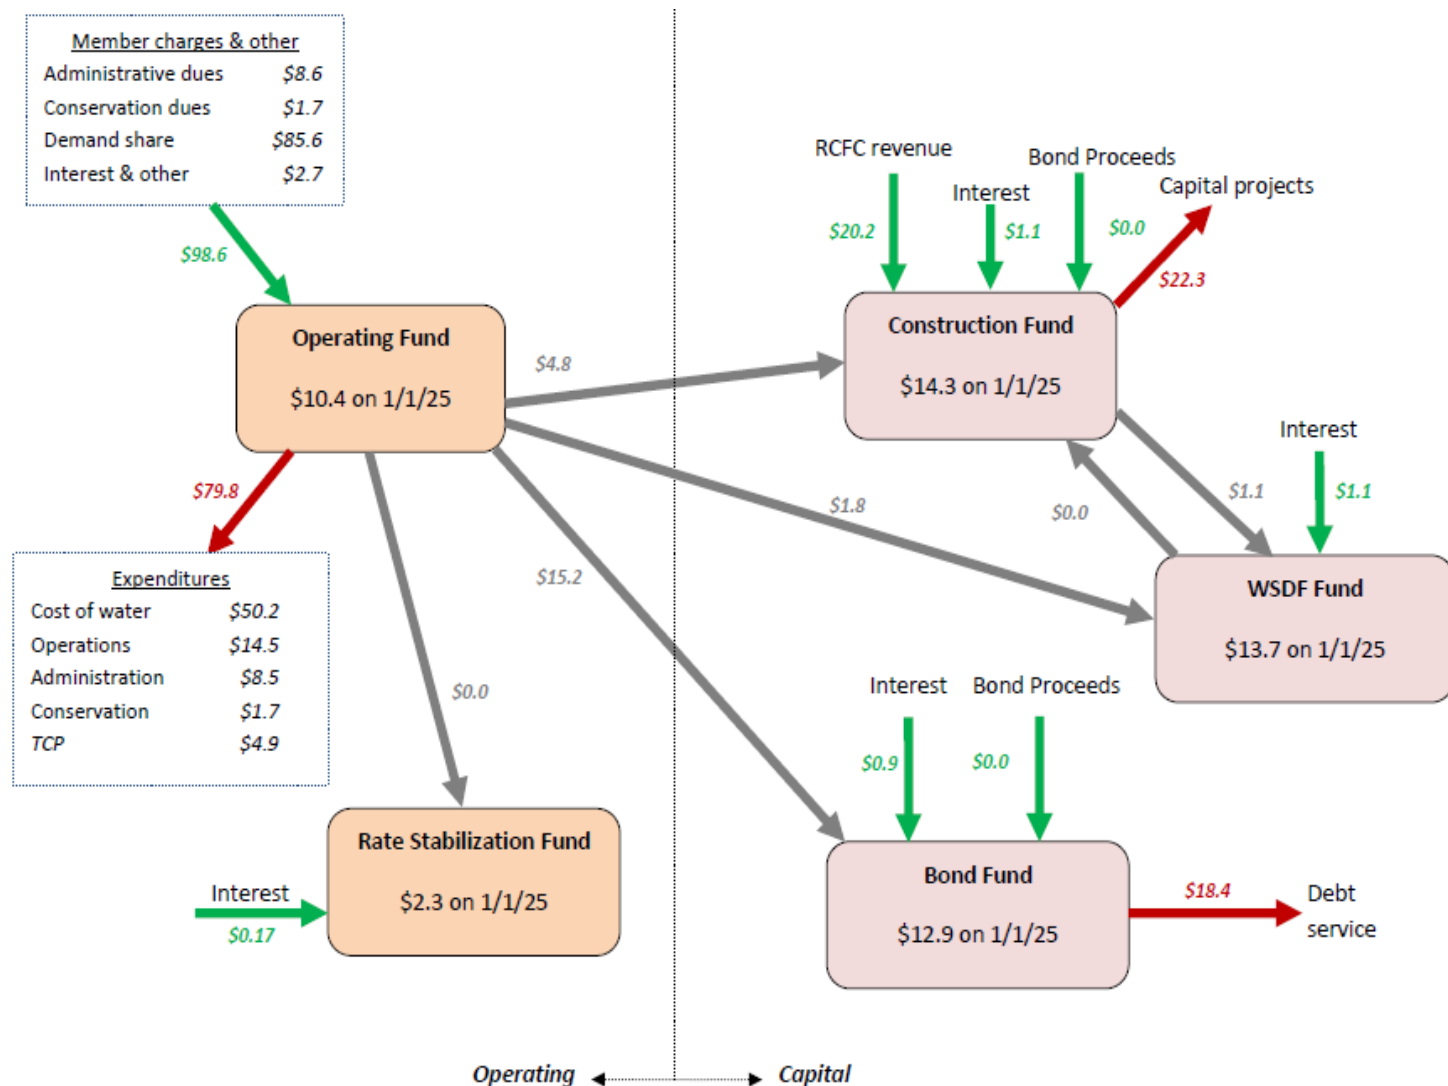 Member charges & other
Administrative dues $8.6
Conservation dues $1.7
Demand share $85.6
Interest & other $2.7
$98.6
Operating Fund
$10.4 on 1/1/25
$79.8
Expenditures
Cost of water $50.2
Operations $14.5
Administration $8.5
Conservation $1.7
TCP $4.9
$0.0
Rate Stabilization Fund
$2.3 on 1/1/25
Interest
$0.17
$4.8
$1.8
$15.2
RCFC revenue
$20.2
Interest
$1.1
Bond Proceeds
$0.0
Capital projects
$22.3
Construction Fund
$14.3 on 1/1/25
$0.0
$1.1
Interest
$1.1
WSDF Fund
$13.7 on 1/1/25
Interest
$0.9
Bond Proceeds
$0.0
Bond Fund
$12.9 on 1/1/25
$18.4
Debt
service
Operating
Capital